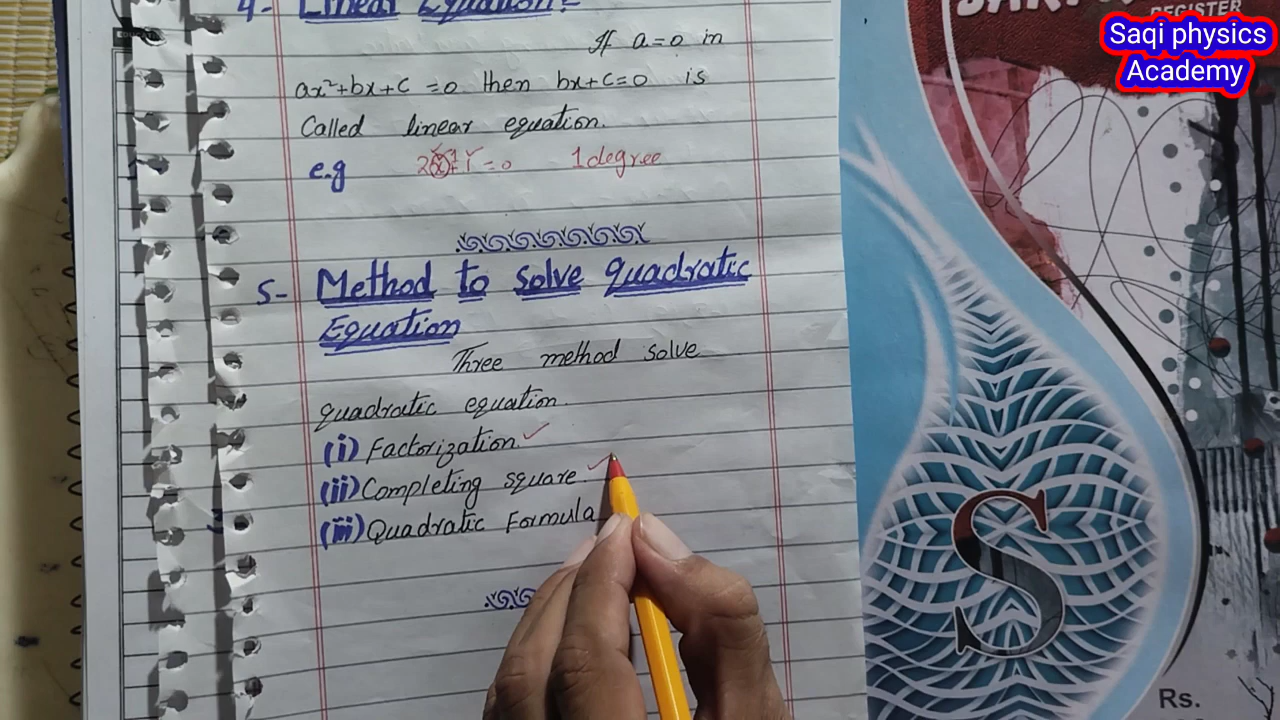 4- Linear Equation:-
If a=0 in
ax²+bx+c =0 then bx+c=0 is
Called linear equation.
e.g 1degree
5- Method to solve quadratic
Equation
Three method solve
quadratic equation.
(i) Factorization.
(ii) Completing square.
(iii) Quadratic Formula
REGISTER
Saqi physics
Academy
S
Rs.